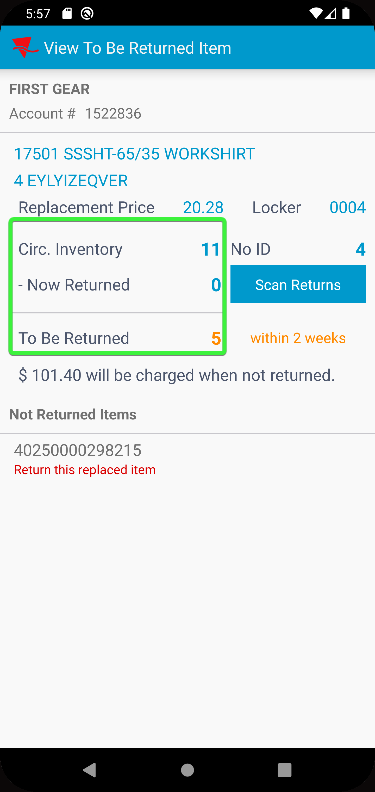 5:57
View To Be Returned Item
FIRST GEAR
Account # 1522836
17501 SSSHT-65/35 WORKSHIRT
4 EYLYIZEQVER
Replacement Price 20.28 Locker 0004
Circ. Inventory 11 No ID 4
- Now Returned 0 Scan Returns
To Be Returned 5 within 2 weeks
$ 101.40 will be charged when not returned.
Not Returned Items
40250000298215
Return this replaced item